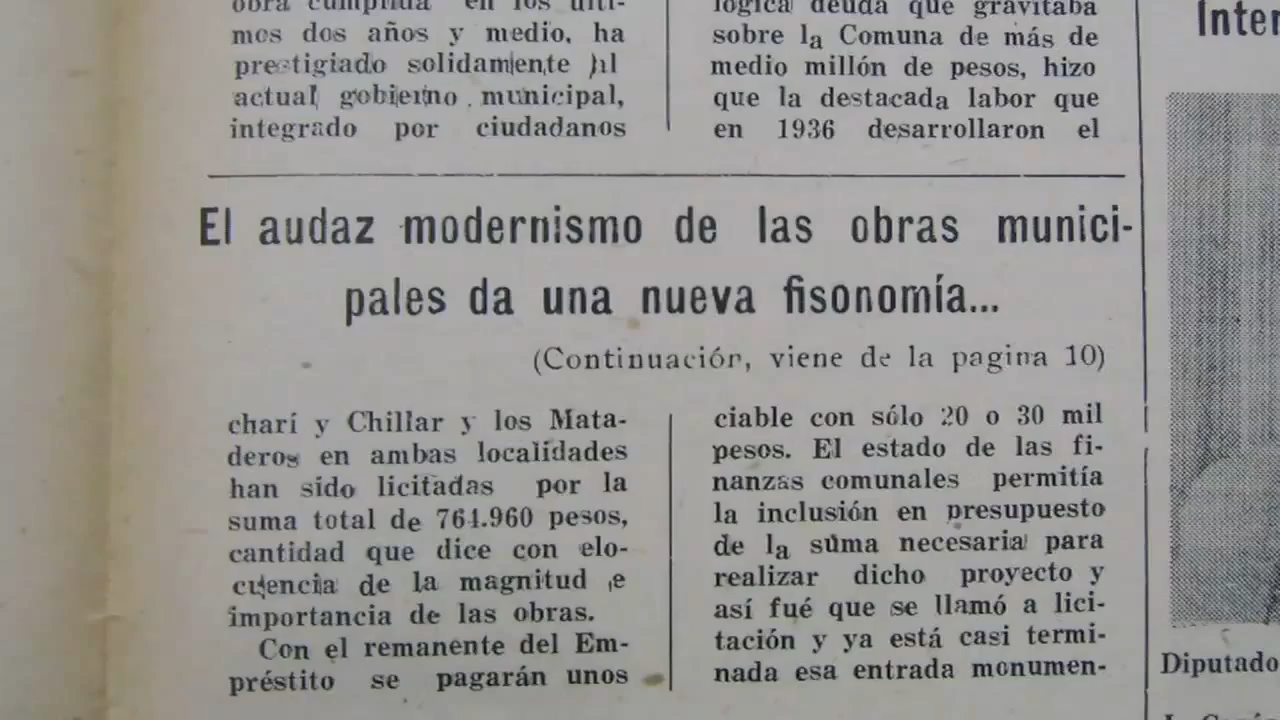 obra cumplida en los últi-
mos dos años y medio, ha
prestigiado solidamente al
actual gobierno municipal,
integrado por ciudadanos
lógica deuda que gravitaba
sobre la Comuna de más de
medio millón de pesos, hizo
que la destacada labor que
en 1936 desarrollaron el
El audaz modernismo de las obras munici-
pales da una nueva fisonomía...
(Continuación, viene de la pagina 10)
charí y Chillar y los Mata-
deros en ambas localidades
han sido licitadas por la
suma total de 764.960 pesos,
cantidad que dice con elo-
cuencia de la magnitud e
importancia de las obras.
Con el remanente del Em-
préstito se pagarán unos
ciable con sólo 20 o 30 mil
pesos. El estado de las fi-
nanzas comunales permitía
la inclusión en presupuesto
de la suma necesaria para
realizar dicho proyecto y
así fué que se llamó a lici-
tación y ya está casi termi-
nada esa entrada monumen-
Inter
Diputado